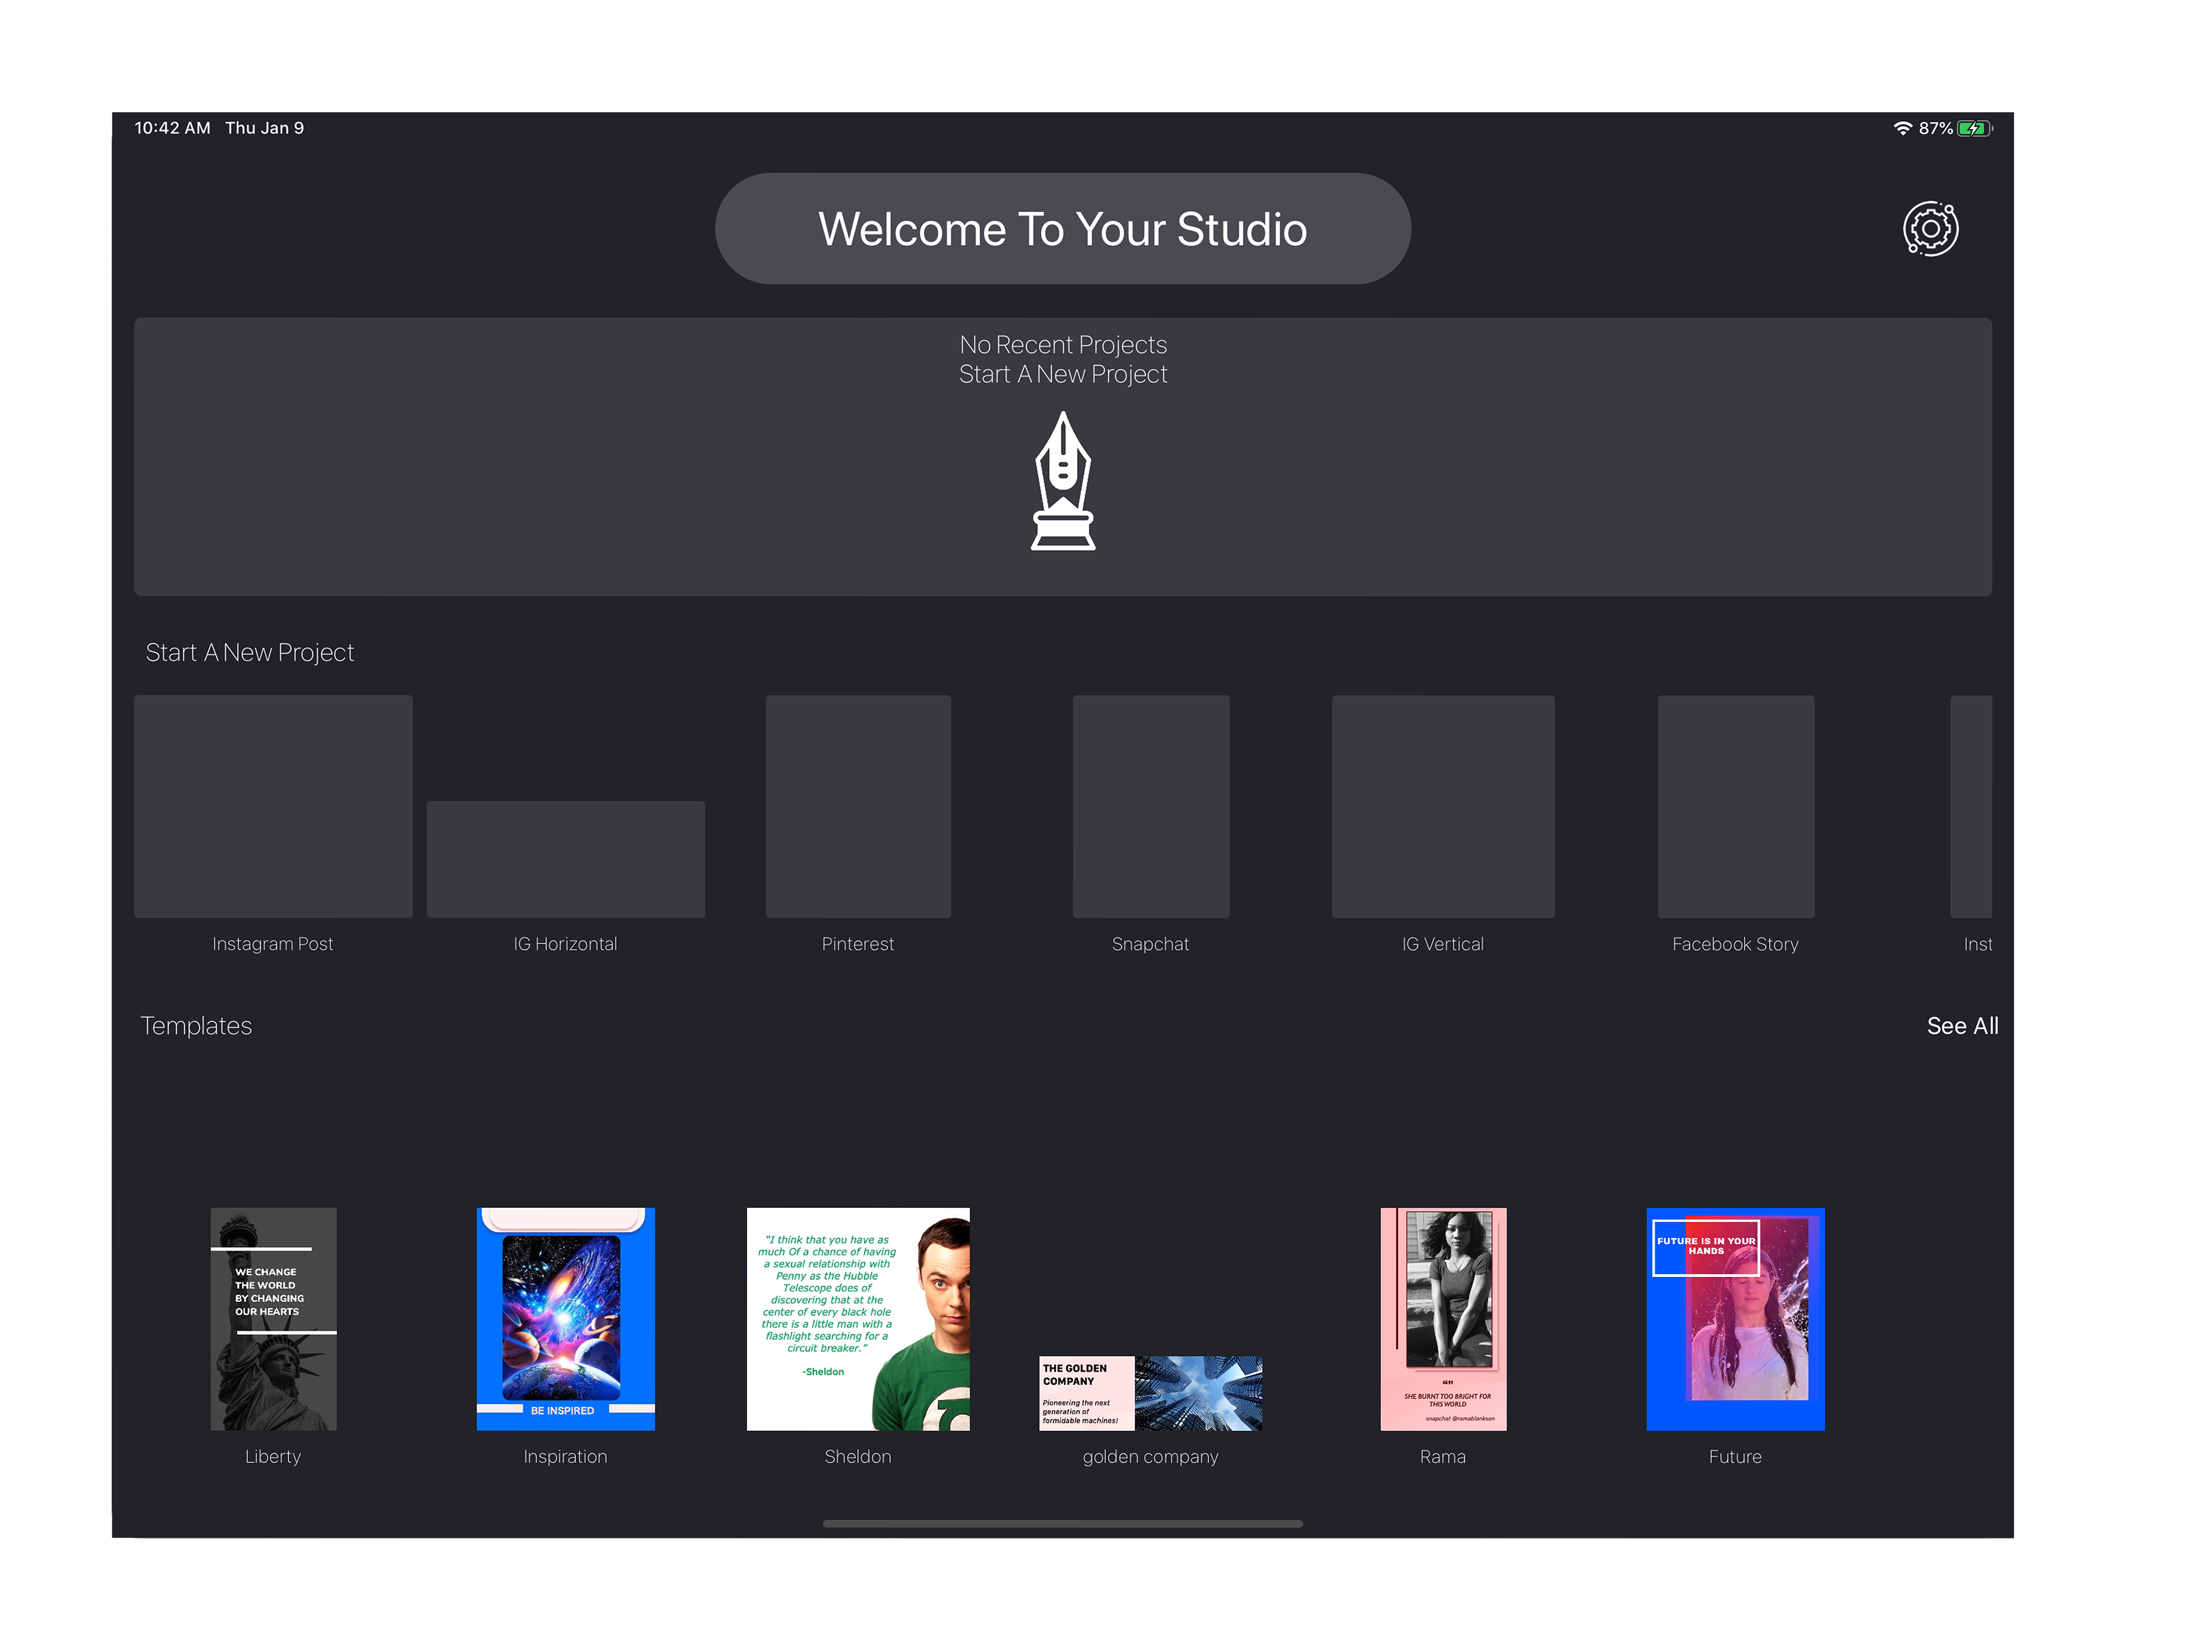 10:42 AM Thu Jan 9
87%
Welcome To Your Studio
No Recent Projects
Start A New Project
Start A New Project
Instagram Post
IG Horizontal
Pinterest
Snapchat
IG Vertical
Facebook Story
Inst
Templates
See All
WE CHANGE
THE WORLD
BY CHANGING
OUR HEARTS
Liberty
BE INSPIRED
Inspiration
“I think that you have as
much Of a chance of having
a sexual relationship with
Penny as the Hubble
Telescope does of
discovering that at the
center of every black hole
there is a little man with a
flashlight searching for a
circuit breaker.”
-Sheldon
Sheldon
THE GOLDEN
COMPANY
Pioneering the next
generation of
formidable machines!
golden company
““”
SHE BURNT TOO BRIGHT FOR
THIS WORLD
snapchat @ramablankson
Rama
FUTURE IS IN YOUR
HANDS
Future